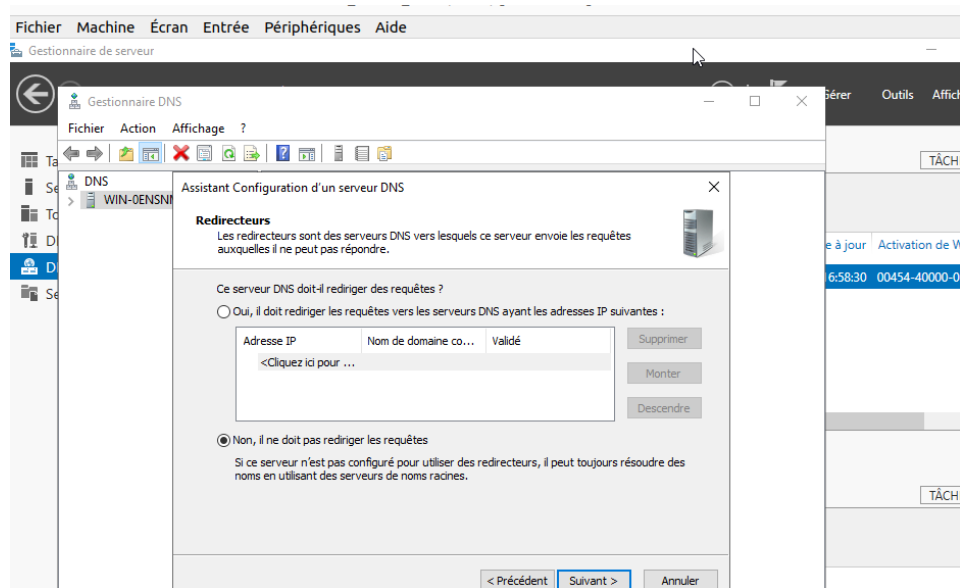 Fichier Machine Écran Entrée Périphériques Aide
Gestionnaire de serveur
Gestionnaire DNS
Gérer Outils
Fichier Action Affichage ?
TÂCH
DNS
WIN-0ENSNM
Assistant Configuration d'un serveur DNS
Redirecteurs
Les redirecteurs sont des serveurs DNS vers lesquels ce serveur envoie les requêtes
auxquelles il ne peut pas répondre.
e à jour Activation de W
6:58:30 00454-40000-0
Ce serveur DNS doit-il rediriger des requêtes ?
Oui, il doit rediriger les requêtes vers les serveurs DNS ayant les adresses IP suivantes :
Adresse IP Nom de domaine co... Validé
Supprimer
<Cliquez ici pour ...
Monter
Descendre
Non, il ne doit pas rediriger les requêtes
Si ce serveur n'est pas configuré pour utiliser des redirecteurs, il peut toujours résoudre des
noms en utilisant des serveurs de noms racines.
TÂCH
< Précédent Suivant > Annuler